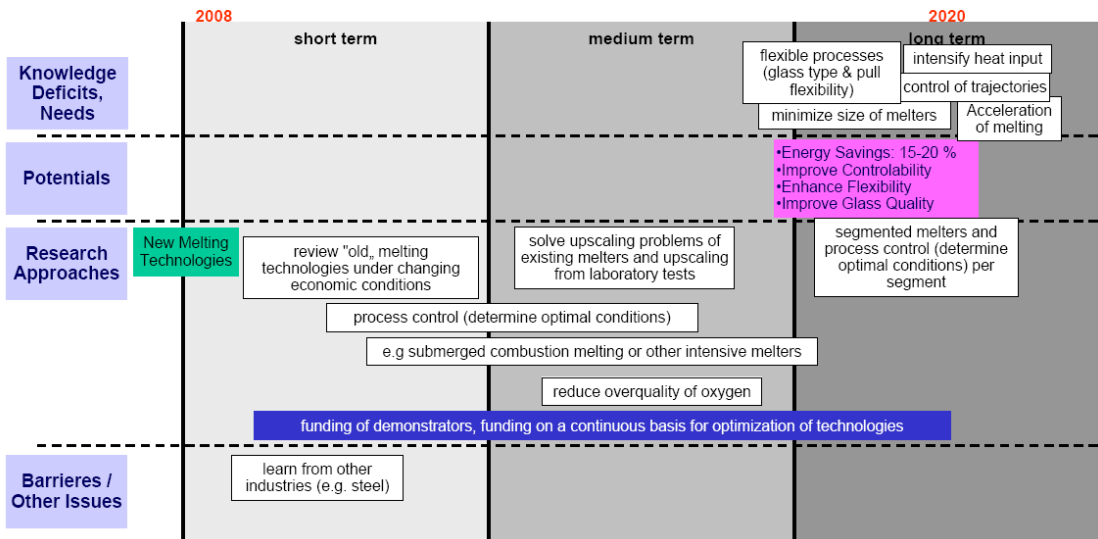 2008
2020
short term
medium term
long term
Knowledge
Deficits,
Needs
flexible processes
(glass type & pull
flexibility)
intensify heat input
control of trajectories
minimize size of melters
Acceleration
of melting
Potentials
•Energy Savings: 15-20 %
•Improve Controlability
•Enhance Flexibility
•Improve Glass Quality
Research
Approaches
New Melting
Technologies
review "old„ melting
technologies under changing
economic conditions
solve upscaling problems of
existing melters and upscaling
from laboratory tests
segmented melters and
process control (determine
optimal conditions) per
segment
process control (determine optimal conditions)
e.g submerged combustion melting or other intensive melters
reduce overquality of oxygen
funding of demonstrators, funding on a continuous basis for optimization of technologies
Barrieres /
Other Issues
learn from other
industries (e.g. steel)